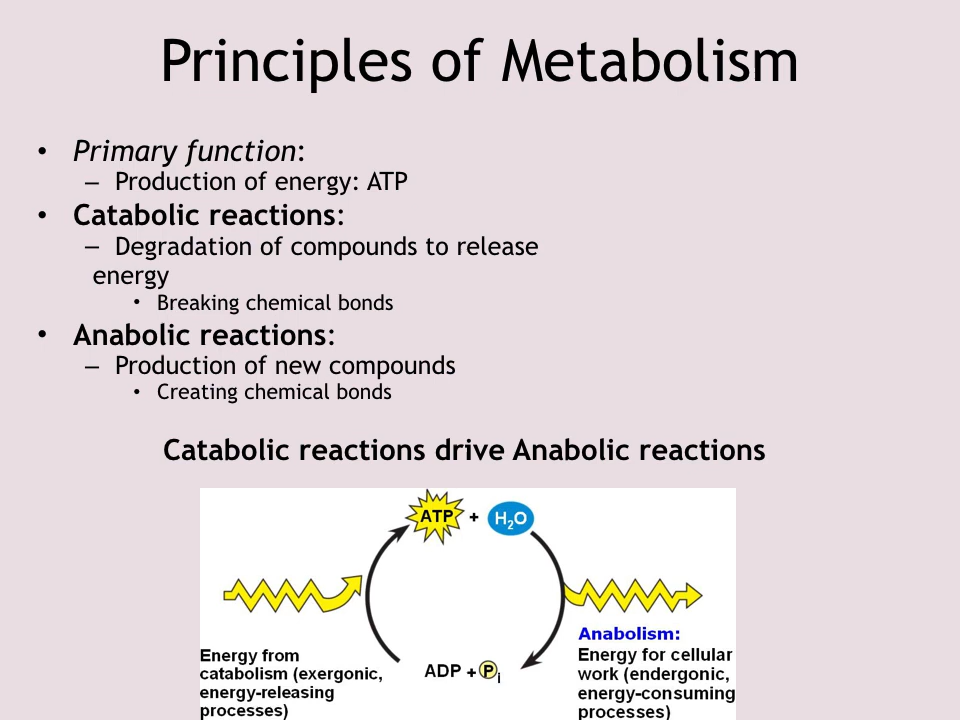 Principles of Metabolism
• Primary function:
– Production of energy: ATP
• Catabolic reactions:
– Degradation of compounds to release
energy
• Breaking chemical bonds
• Anabolic reactions:
– Production of new compounds
• Creating chemical bonds
Catabolic reactions drive Anabolic reactions
ATP + H₂O
Energy from
catabolism (exergonic,
energy-releasing
processes)
ADP + P i
Anabolism:
Energy for cellular
work (endergonic,
energy-consuming
processes)